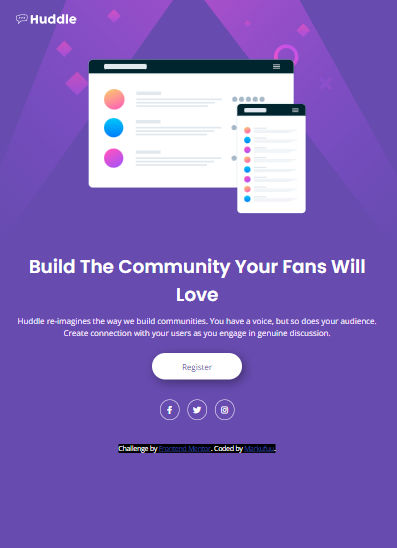 Huddle
Build The Community Your Fans Will
Love
Huddle re-imagines the way we build communities. You have a voice, but so does your audience.
Create connection with your users as you engage in genuine discussion.
Register
Challenge by Frontend Mentor. Coded by